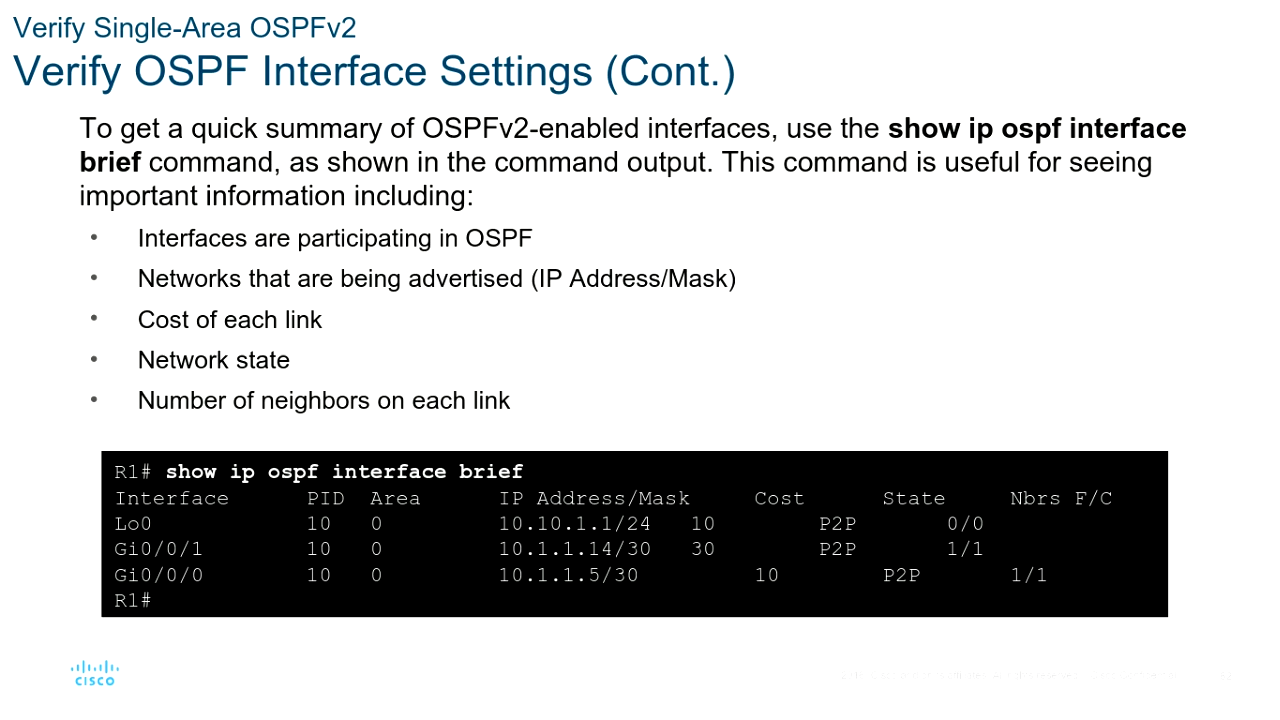 Verify Single-Area OSPFv2
Verify OSPF Interface Settings (Cont.)
To get a quick summary of OSPFv2-enabled interfaces, use the show ip ospf interface
brief command, as shown in the command output. This command is useful for seeing
important information including:
• Interfaces are participating in OSPF
• Networks that are being advertised (IP Address/Mask)
• Cost of each link
• Network state
• Number of neighbors on each link
R1# show ip ospf interface brief
Interface PID Area IP Address/Mask Cost State Nbrs F/C
Lo0 10 0 10.10.1.1/24 10 P2P 0/0
Gi0/0/1 10 0 10.1.1.14/30 30 P2P 1/1
Gi0/0/0 10 0 10.1.1.5/30 10 P2P 1/1
R1#
CISCO